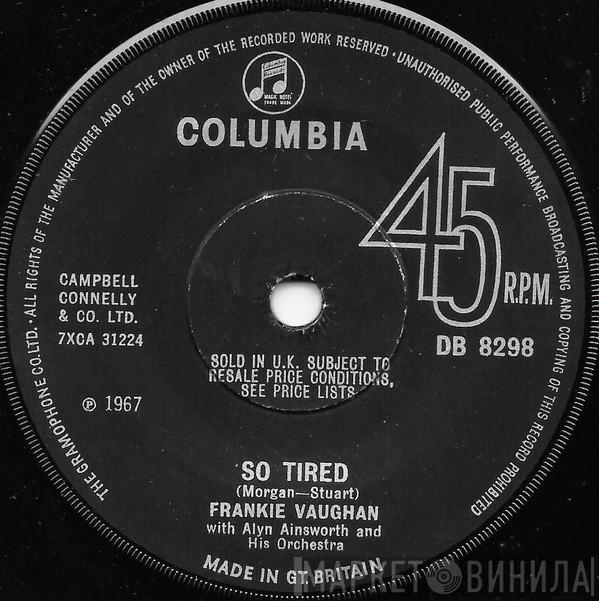 THE GRAMOPHONE CO. LTD. · ALL RIGHTS OF THE MANUFACTURER AND OF THE OWNER OF THE RECORDED WORK RESERVED · UNAUTHORISED PUBLIC PERFORMANCE BROADCASTING AND COPYING OF THIS RECORD PROHIBITED
MAGIC NOTES
TRADE MARK
COLUMBIA
45
R.P.M.
CAMPBELL
CONNELLY
& CO. LTD.
7XCA 31224
DB 8298
SOLD IN U.K. SUBJECT TO
RESALE PRICE CONDITIONS,
SEE PRICE LISTS
℗ 1967
SO TIRED
(Morgan—Stuart)
FRANKIE VAUGHAN
with Alyn Ainsworth and
His Orchestra
MADE IN GT. BRITAIN
МАРКЕТ ВИНИЛА